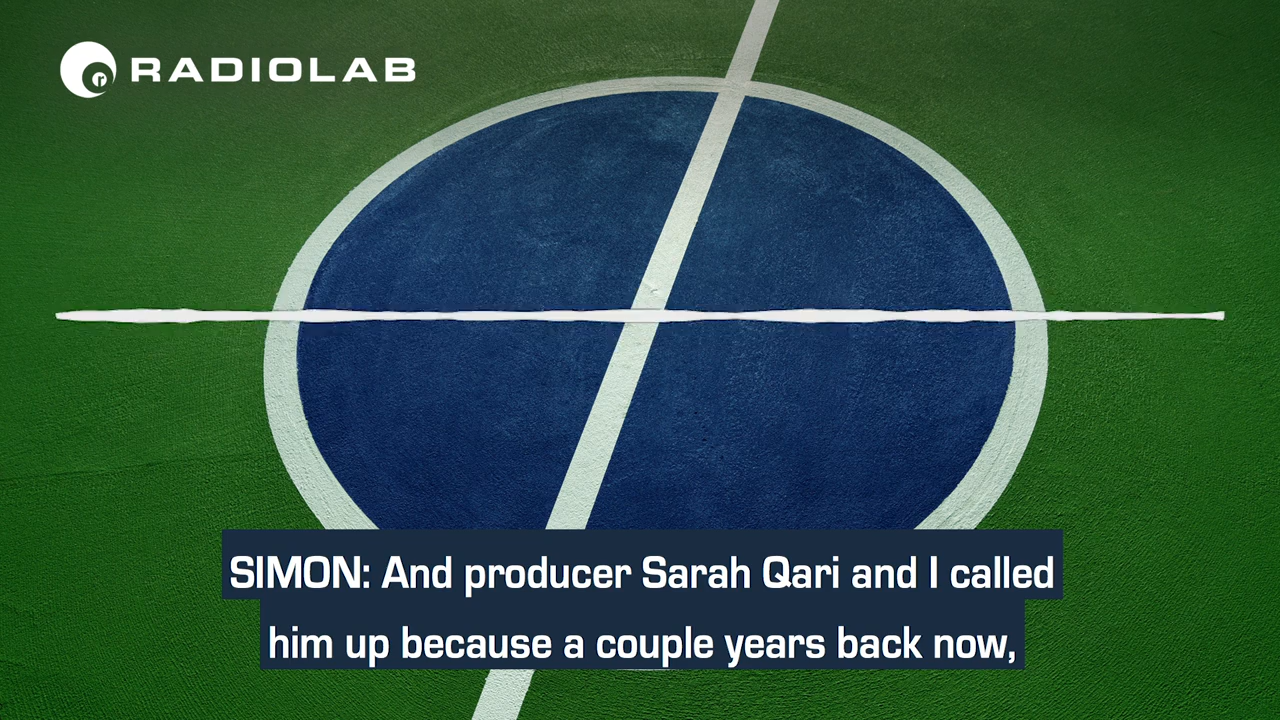 RADIOLAB
SIMON: And producer Sarah Qari and I called
him up because a couple years back now,